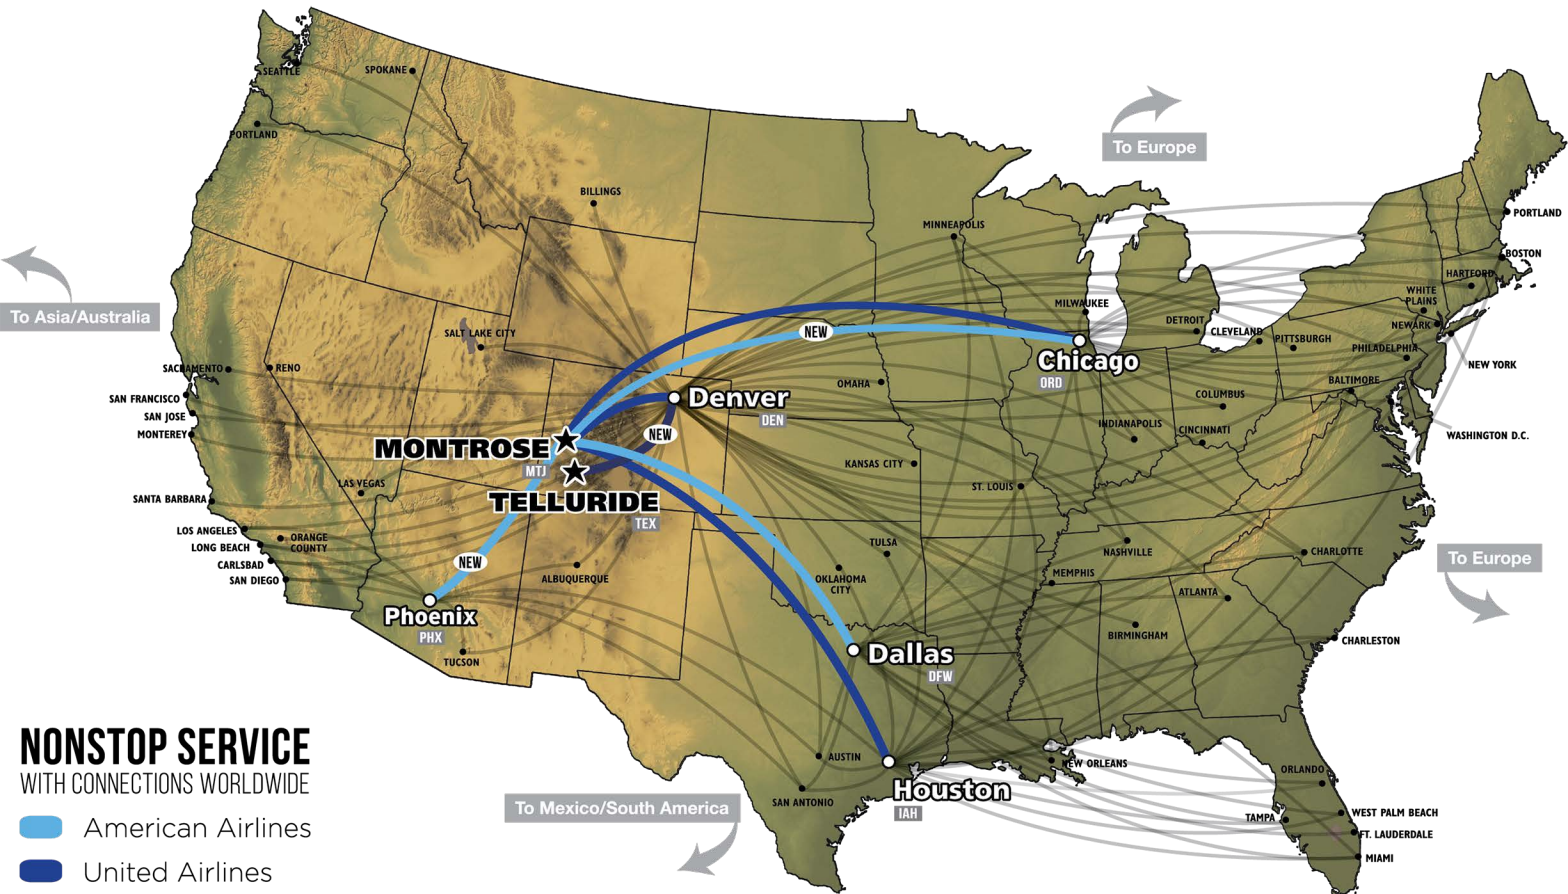 SEATTLE
SPOKANE
PORTLAND
BILLINGS
To Europe
MINNEAPOLIS
PORTLAND
BOSTON
HARTFORD
WHITE
PLAINS
NEWARK
To Asia/Australia
MILWAUKEE
DETROIT
CLEVELAND
PITTSBURGH
PHILADELPHIA
NEW YORK
SALT LAKE CITY
NEW
Chicago
ORD
SACRAMENTO
RENO
OMAHA
BALTIMORE
COLUMBUS
SAN FRANCISCO
SAN JOSE
MONTEREY
Denver
DEN
NEW
INDIANAPOLIS
CINCINNATI
WASHINGTON D.C.
MONTROSE
MTJ
KANSAS CITY
ST. LOUIS
LAS VEGAS
TELLURIDE
TEX
SANTA BARBARA
LOS ANGELES
ORANGE
COUNTY
LONG BEACH
CARLSBAD
SAN DIEGO
NEW
ALBUQUERQUE
TULSA
OKLAHOMA
CITY
NASHVILLE
CHARLOTTE
To Europe
MEMPHIS
ATLANTA
Phoenix
PHX
TUCSON
BIRMINGHAM
CHARLESTON
Dallas
DFW
AUSTIN
NEW ORLEANS
ORLANDO
Houston
IAH
SAN ANTONIO
To Mexico/South America
TAMPA
WEST PALM BEACH
FT. LAUDERDALE
MIAMI
NONSTOP SERVICE
WITH CONNECTIONS WORLDWIDE
American Airlines
United Airlines